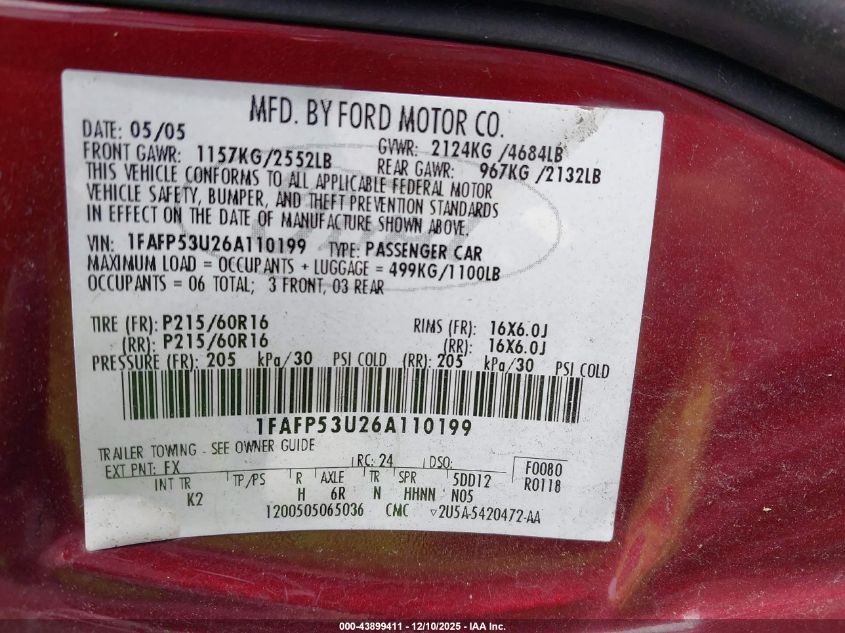 MFD. BY FORD MOTOR CO.
DATE: 05/05 GVWR: 2124KG /4684LB
FRONT GAWR: 1157KG/2552LB REAR GAWR: 967KG /2132LB
THIS VEHICLE CONFORMS TO ALL APPLICABLE FEDERAL MOTOR
VEHICLE SAFETY, BUMPER, AND THEFT PREVENTION STANDARDS
IN EFFECT ON THE DATE OF MANUFACTURE SHOWN ABOVE.
VIN: 1FAFP53U26A110199 TYPE: PASSENGER CAR
MAXIMUM LOAD = OCCUPANTS + LUGGAGE = 499KG/1100LB
OCCUPANTS = 06 TOTAL; 3 FRONT, 03 REAR
TIRE (FR): P215/60R16 RIMS (FR): 16X6.0J
(RR): P215/60R16 (RR): 16X6.0J
PRESSURE (FR): 205 kPa/30 PSI COLD (RR): 205 kPa/30 PSI COLD
1FAFP53U26A110199
TRAILER TOWING - SEE OWNER GUIDE
EXT PNT: FX RC: 24 DSO: F0080
INT TR TP/PS R AXLE TR SPR 5DD12 R0118
K2 H 6R N HHNN N05
1200505065036 CMC ▽2U5A-5420472-AA
000-43899411 - 12/10/2025 - IAA Inc.